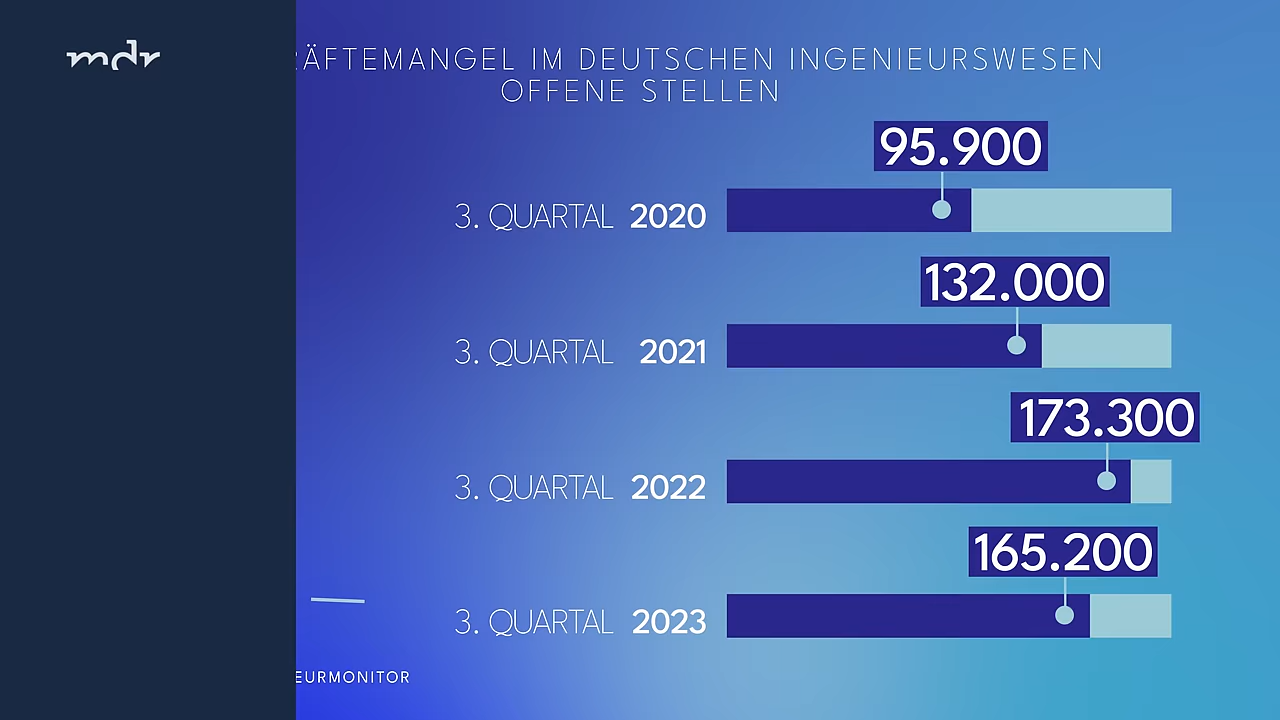 mdr
RÄFTEMANGEL IM DEUTSCHEN INGENIEURSWESEN
OFFENE STELLEN
95.900
3. QUARTAL 2020
132.000
3. QUARTAL 2021
173.300
3. QUARTAL 2022
165.200
3. QUARTAL 2023
EURMONITOR